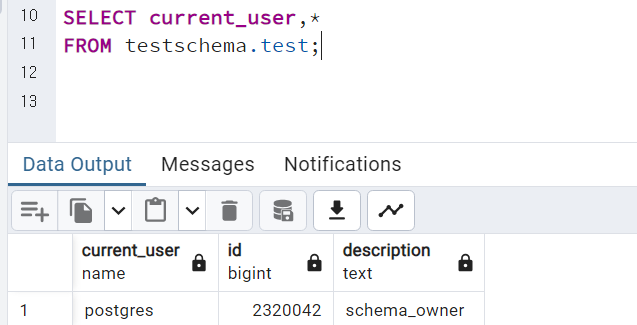 10 SELECT current_user,*
11 FROM testschema.test;
12
13
Data Output Messages Notifications
current_user id description
name bigint text
1 postgres 2320042 schema_owner